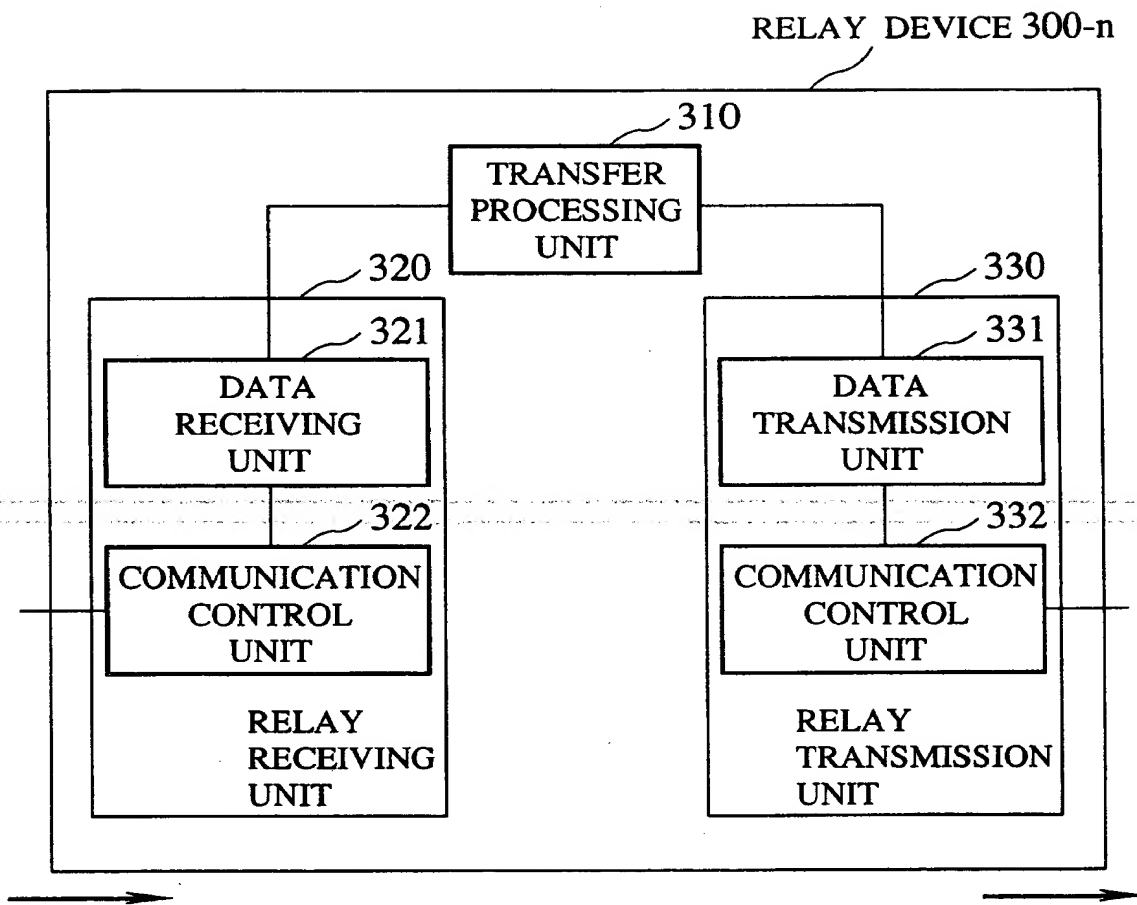 RELAY DEVICE 300-n
310
TRANSFER
PROCESSING
UNIT
320
321
DATA
RECEIVING
UNIT
322
COMMUNICATION
CONTROL
UNIT
RELAY
RECEIVING
UNIT
330
331
DATA
TRANSMISSION
UNIT
332
COMMUNICATION
CONTROL
UNIT
RELAY
TRANSMISSION
UNIT